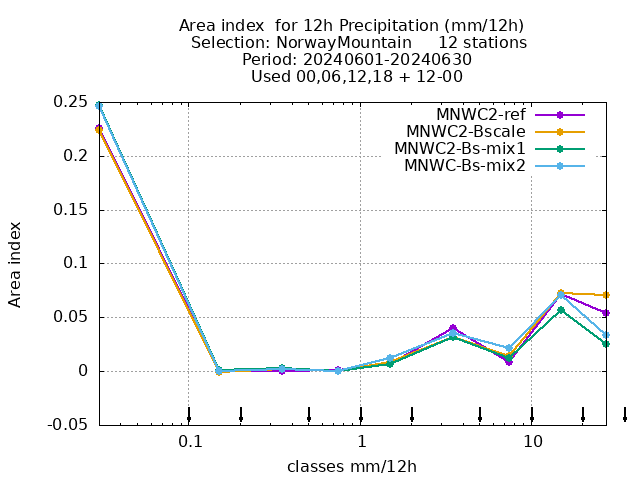 Area index  for 12h Precipitation (mm/12h)
Selection: NorwayMountain     12 stations
Period: 20240601-20240630
Used 00,06,12,18 + 12-00
MNWC2-ref
MNWC2-Bscale
MNWC2-Bs-mix1
MNWC-Bs-mix2
0.25
0.2
0.15
0.1
0.05
0
-0.05
Area index
0.1 1 10
classes mm/12h